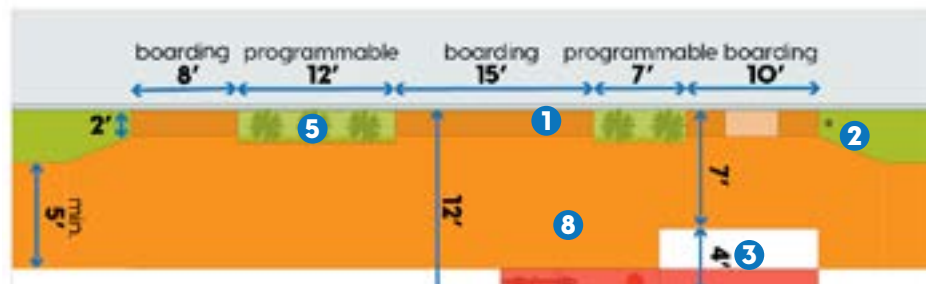 boarding programmable boarding programmable boarding
8' 12' 15' 7' 10'
2' 5 1 2
min.
5' 12' 8 7'
4' 3